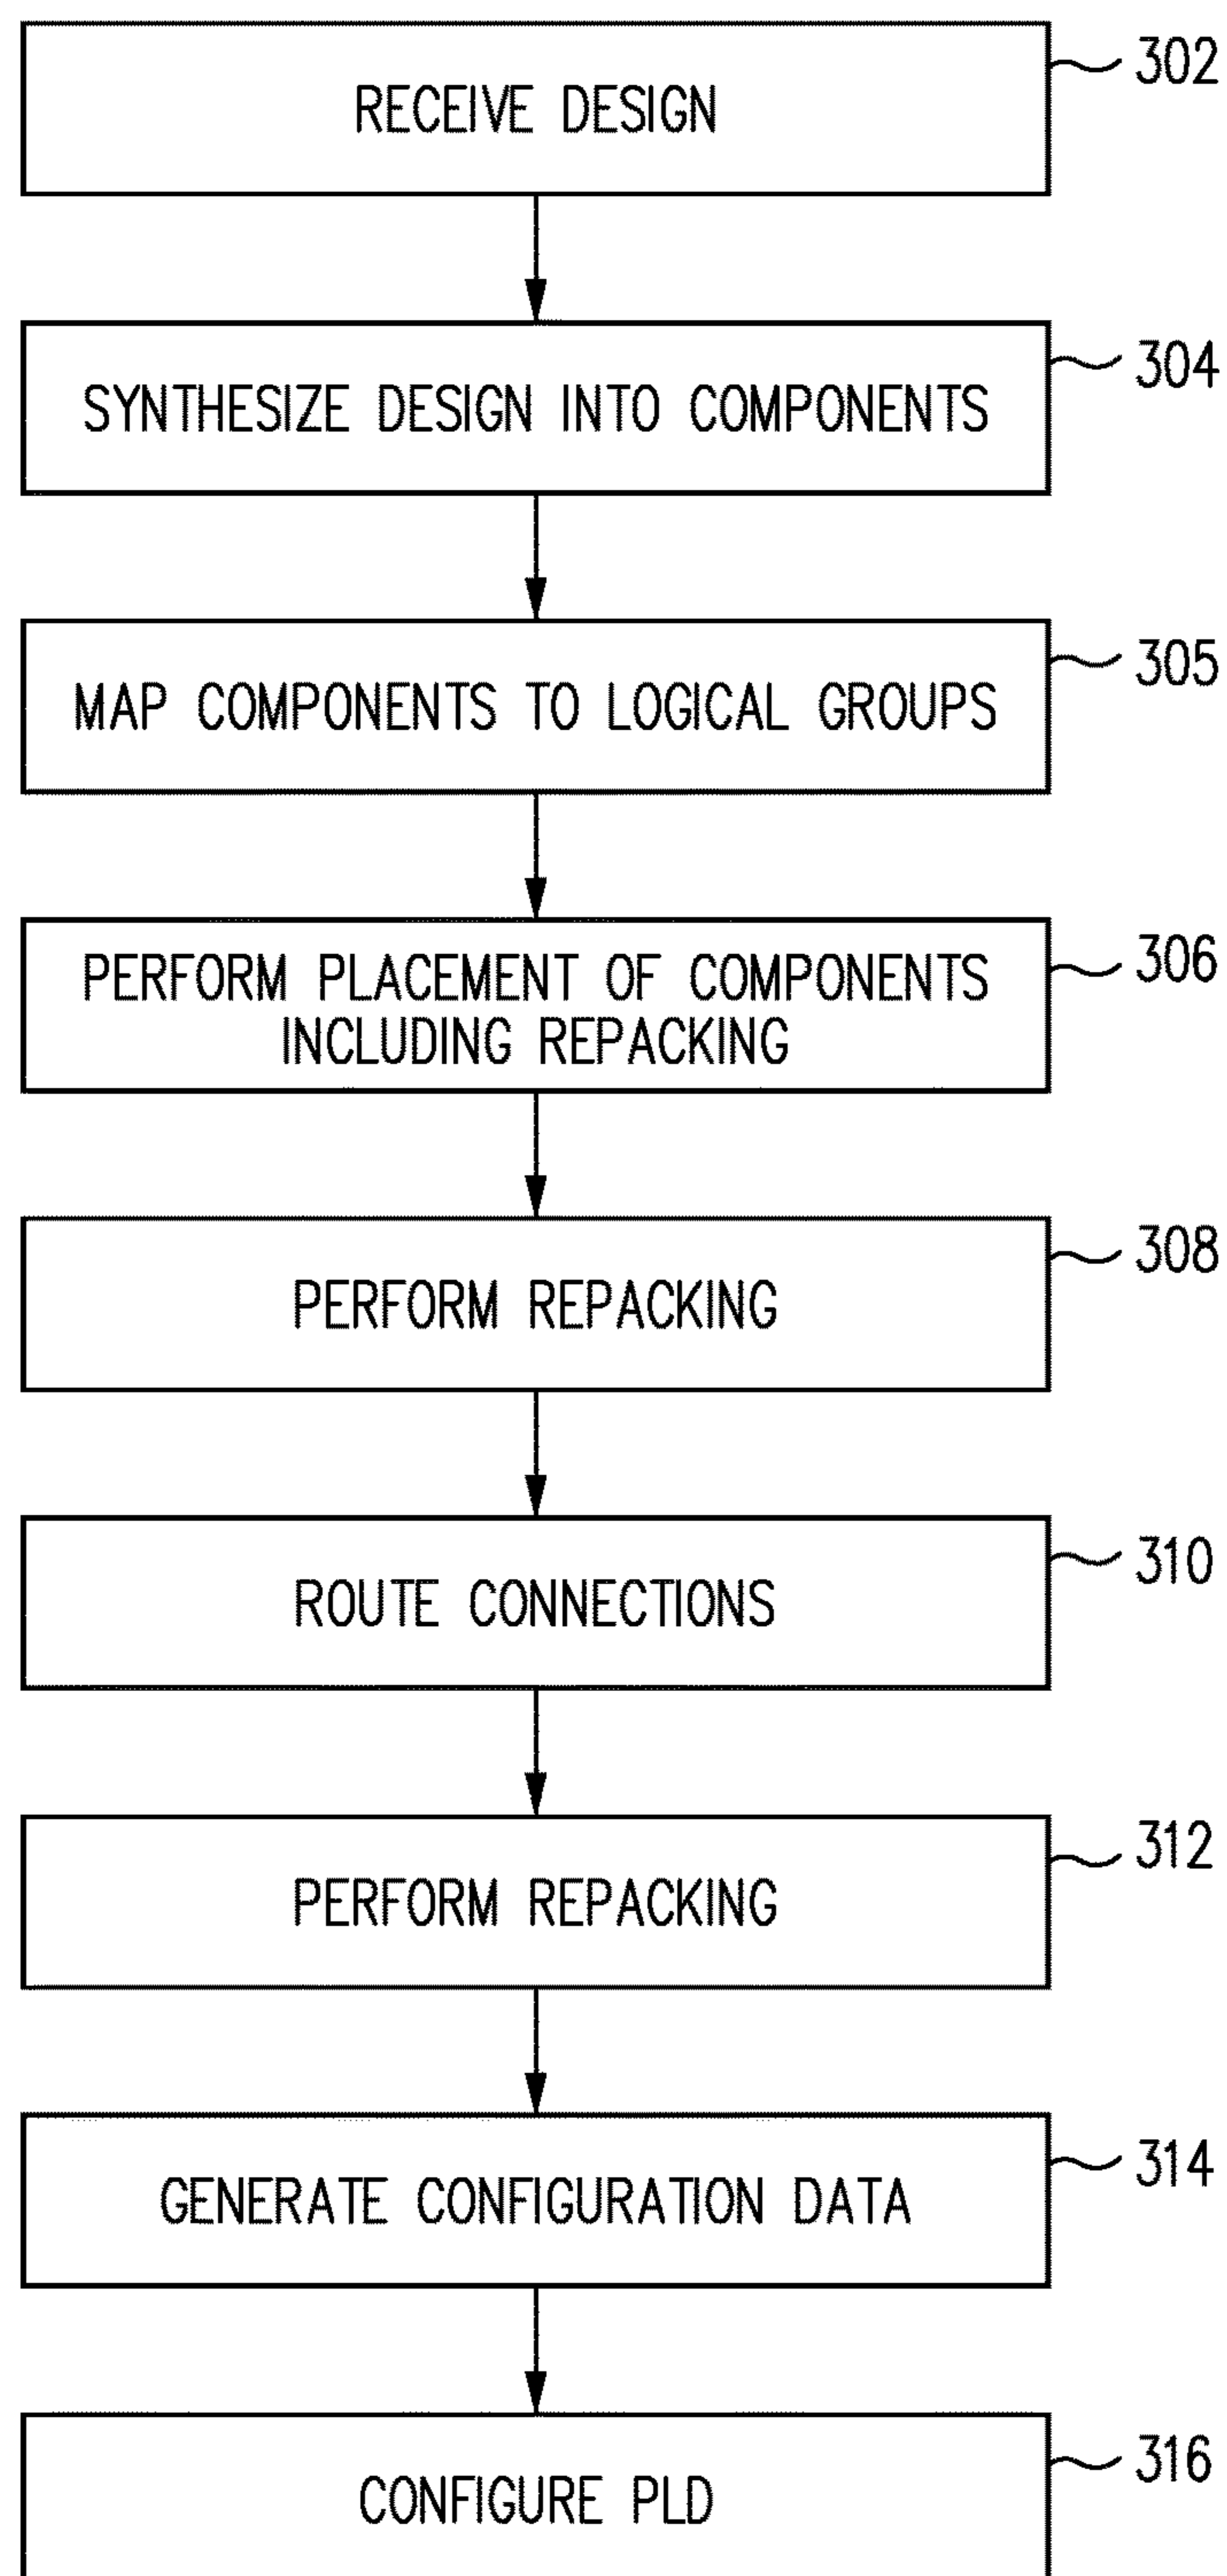 RECEIVE DESIGN
302
SYNTHESIZE DESIGN INTO COMPONENTS
304
MAP COMPONENTS TO LOGICAL GROUPS
305
PERFORM PLACEMENT OF COMPONENTS
INCLUDING REPACKING
306
PERFORM REPACKING
308
ROUTE CONNECTIONS
310
PERFORM REPACKING
312
GENERATE CONFIGURATION DATA
314
CONFIGURE PLD
316